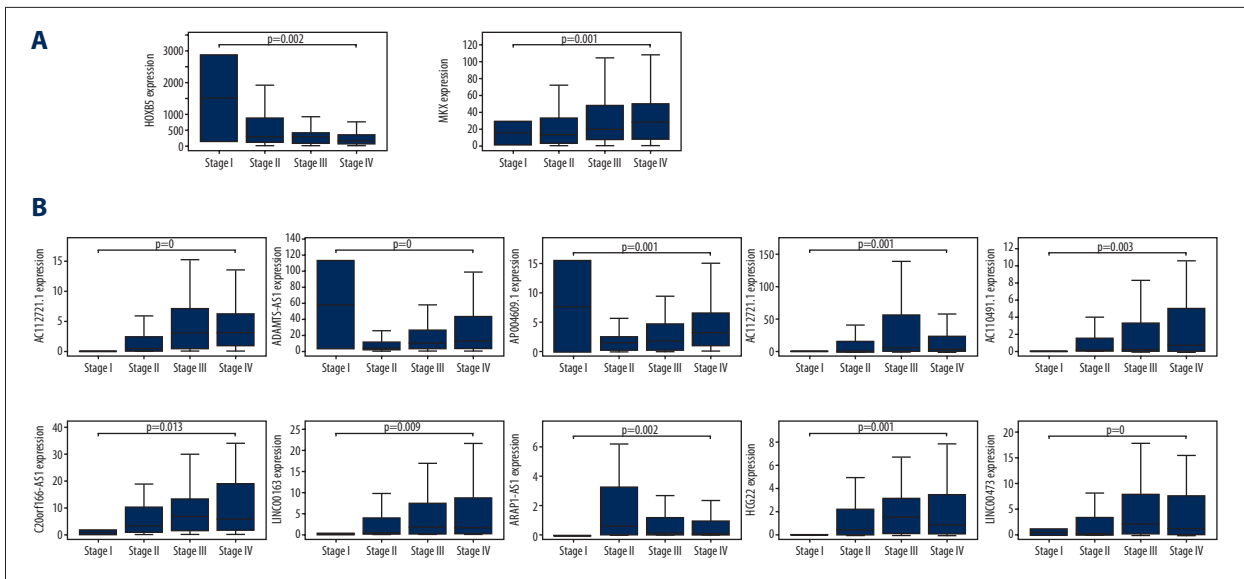 A
p=0.002
HOXB5 expression
3000
2500
2000
1500
1000
500
0
Stage I Stage II Stage III Stage IV
p=0.001
MKX expression
120
100
80
60
40
20
0
Stage I Stage II Stage III Stage IV
B
p=0
AC112721.1 expression
15
10
5
0
Stage I Stage II Stage III Stage IV
p=0
ADAMTS-AS1 expression
140
120
100
80
60
40
20
0
Stage I Stage II Stage III Stage IV
p=0.001
AP004609.1 expression
15
10
5
0
Stage I Stage II Stage III Stage IV
p=0.001
AC112721.1 expression
150
100
50
0
Stage I Stage II Stage III Stage IV
p=0.003
AC110491.1 expression
12
10
8
6
4
2
0
Stage I Stage II Stage III Stage IV
p=0.013
C20orf166-AS1 expression
40
30
20
10
0
Stage I Stage II Stage III Stage IV
p=0.009
LINC00163 expression
25
20
15
10
5
0
Stage I Stage II Stage III Stage IV
p=0.002
ARAP1-AS1 expression
6
4
2
0
Stage I Stage II Stage III Stage IV
p=0.001
HCG22 expression
8
6
4
2
0
Stage I Stage II Stage III Stage IV
p=0
LINC00473 expression
20
15
10
5
0
Stage I Stage II Stage III Stage IV